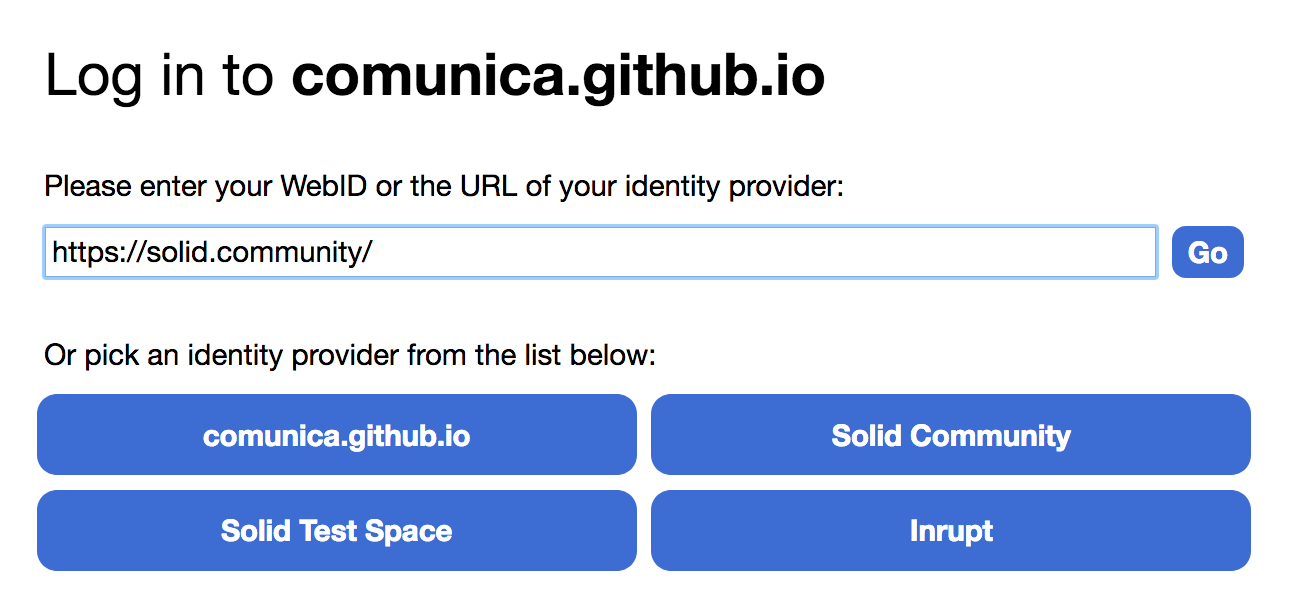 Log in to comunica.github.io
Please enter your WebID or the URL of your identity provider:
https://solid.community/
Go
Or pick an identity provider from the list below:
comunica.github.io
Solid Community
Solid Test Space
Inrupt